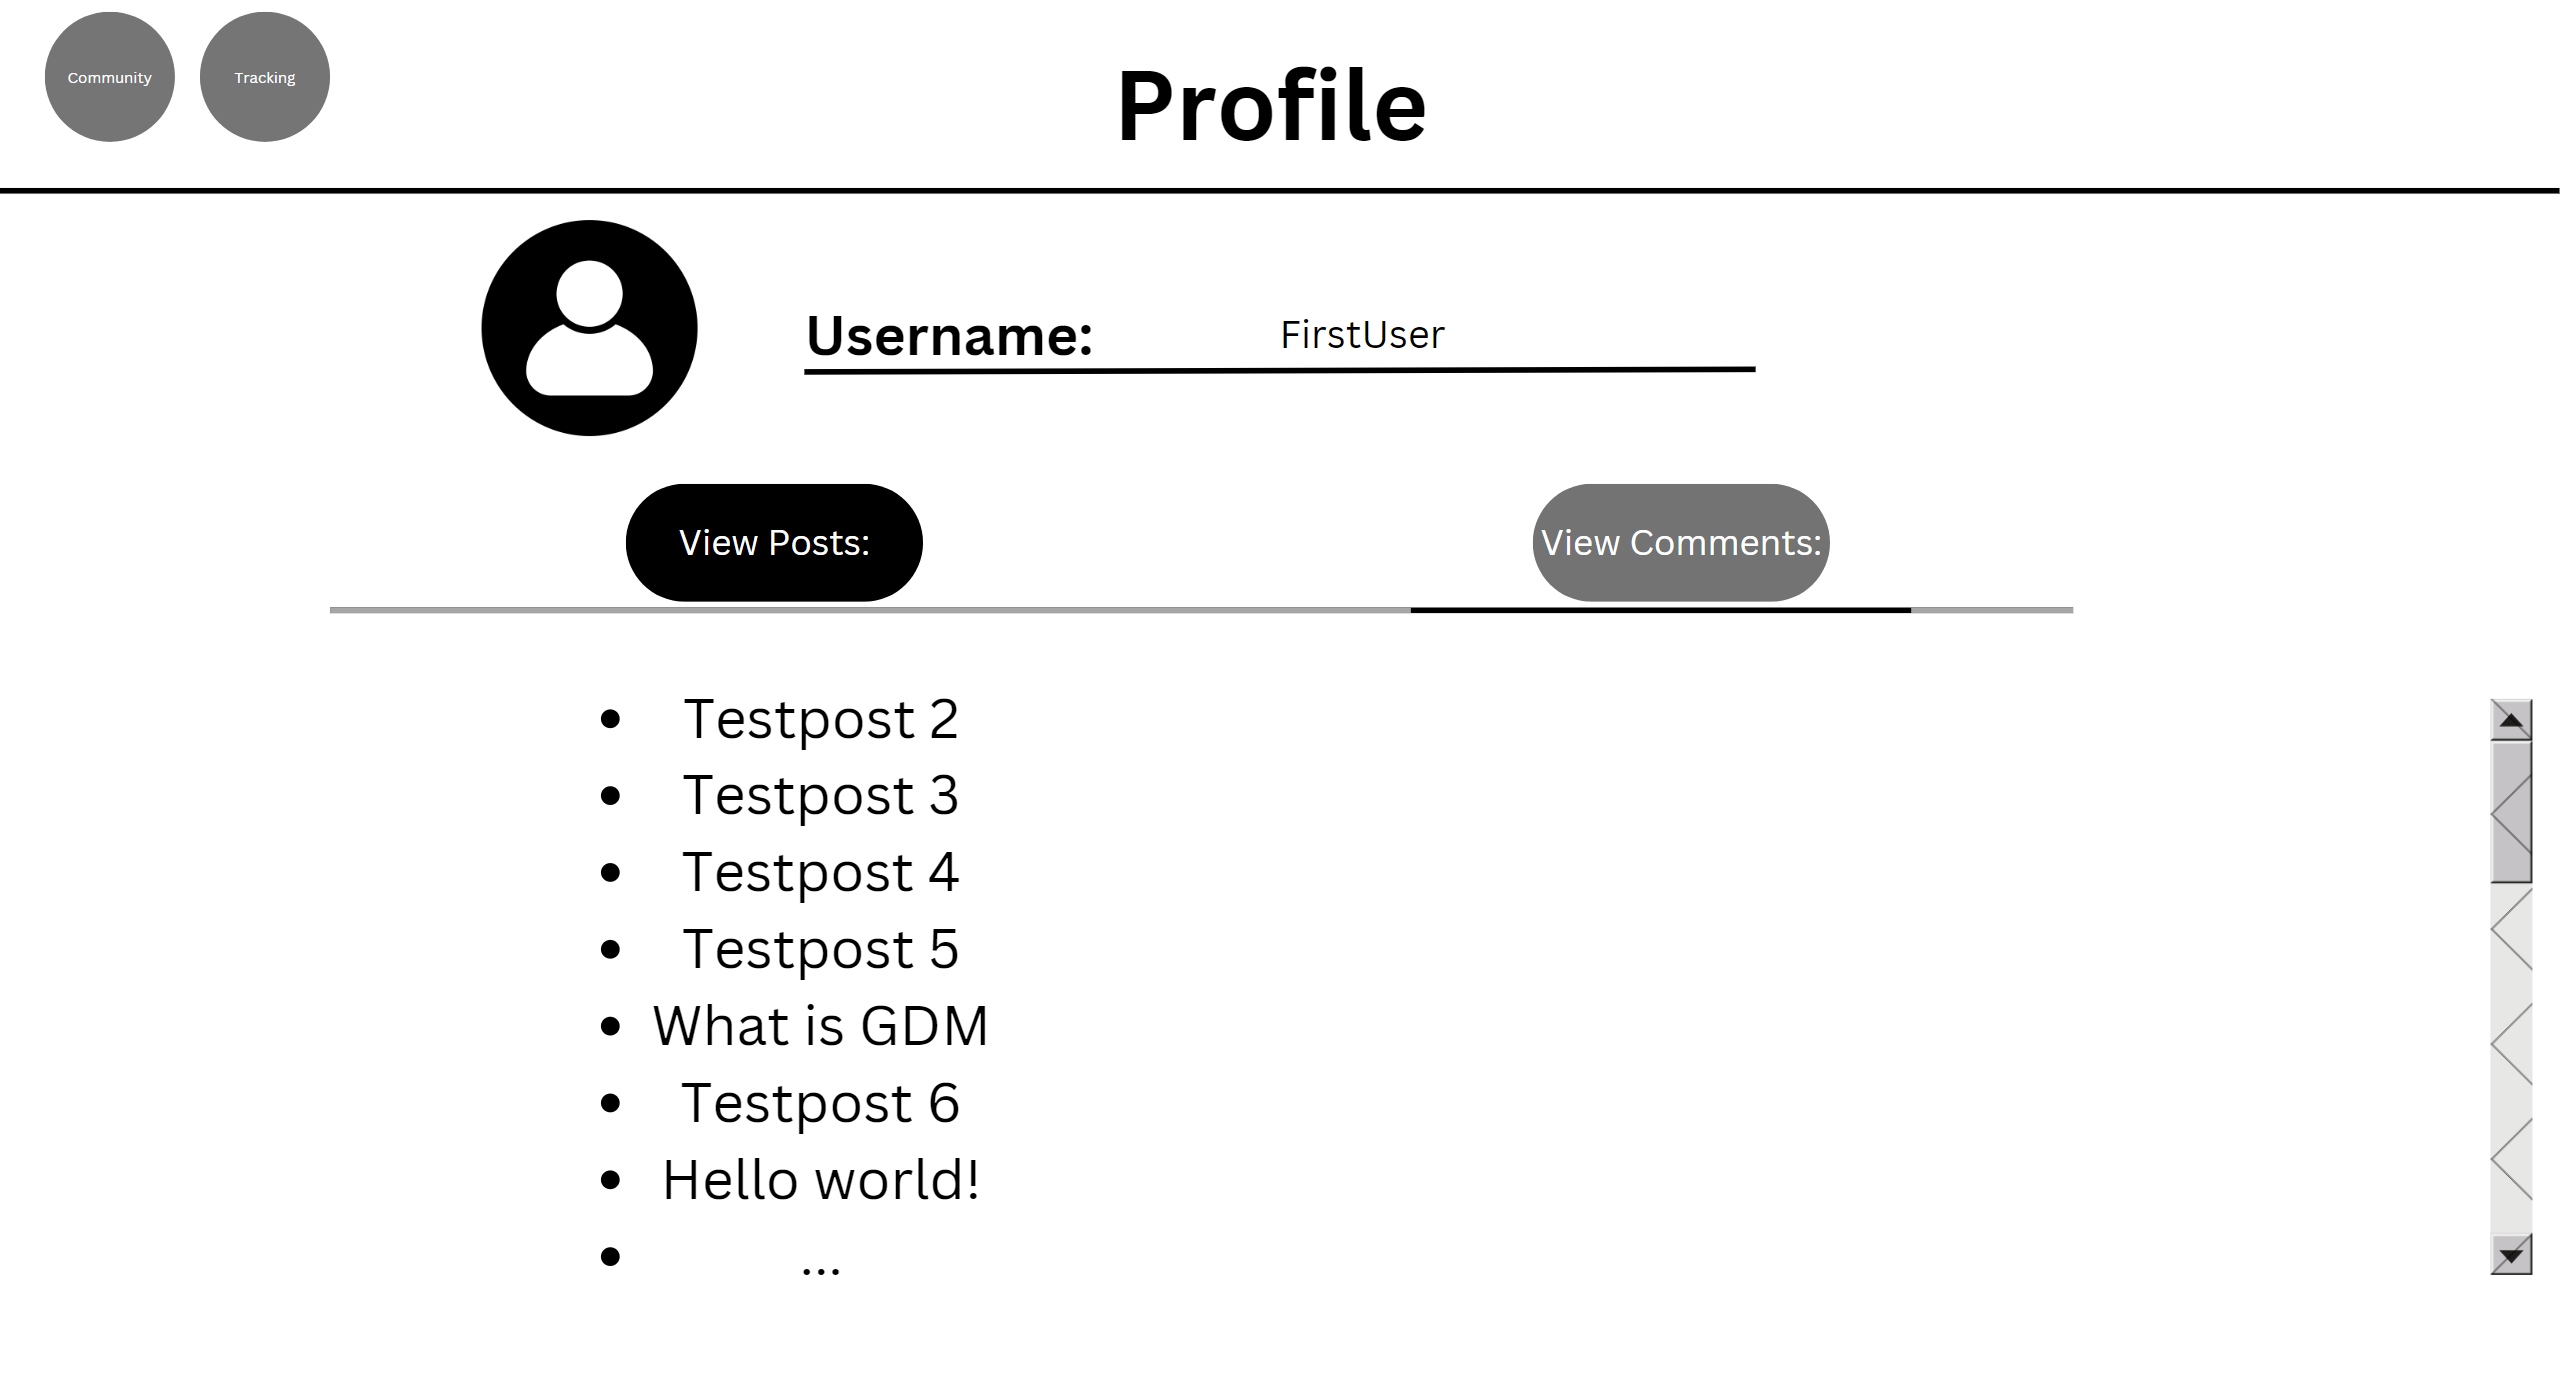 Community Tracking
Profile
Username: FirstUser
View Posts: View Comments:
• Testpost 2
• Testpost 3
• Testpost 4
• Testpost 5
• What is GDM
• Testpost 6
• Hello world!
• ...